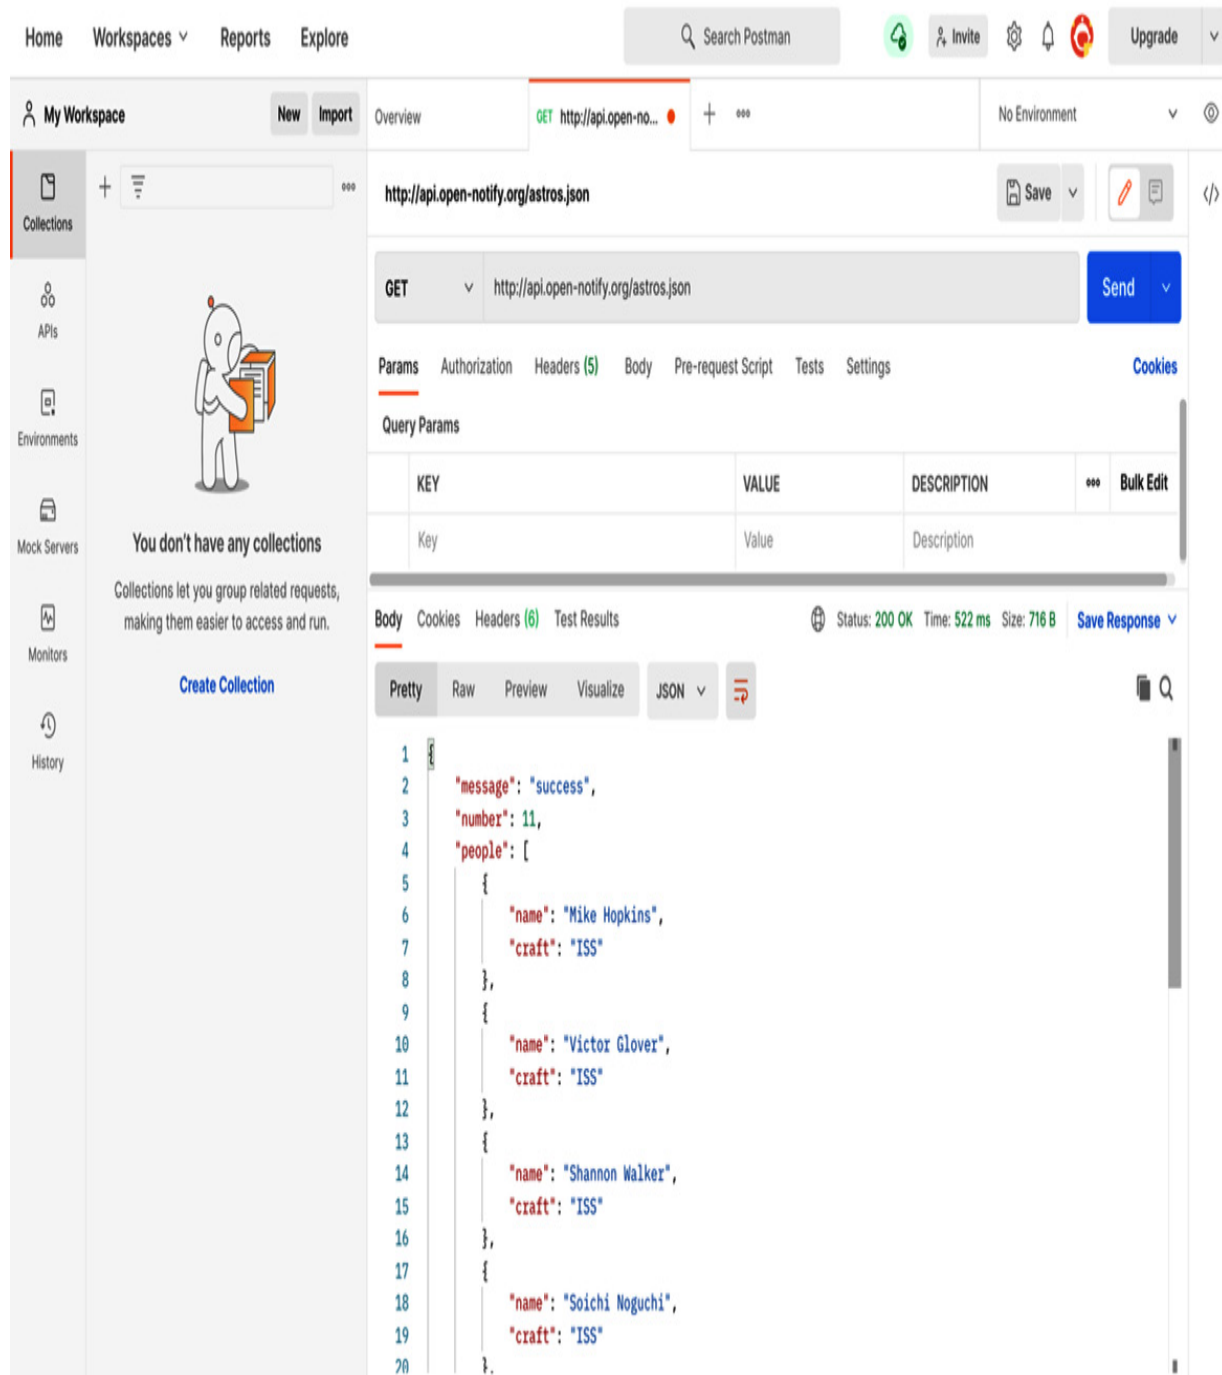 Home Workspaces Reports Explore Search Postman Invite Upgrade
My Workspace New Import Overview GET http://api.open-no... No Environment
http://api.open-notify.org/astros.json Save </>
Collections
GET http://api.open-notify.org/astros.json Send
APIs
Params Authorization Headers (5) Body Pre-request Script Tests Settings Cookies
Query Params
Environments
KEY VALUE DESCRIPTION Bulk Edit
Key Value Description
Mock Servers
You don't have any collections
Collections let you group related requests,
making them easier to access and run.
Create Collection
Monitors
History
Body Cookies Headers (6) Test Results Status: 200 OK Time: 522 ms Size: 716 B Save Response
Pretty Raw Preview Visualize JSON
1 {
2 "message": "success",
3 "number": 11,
4 "people": [
5 {
6 "name": "Mike Hopkins",
7 "craft": "ISS"
8 },
9 {
10 "name": "Victor Glover",
11 "craft": "ISS"
12 },
13 {
14 "name": "Shannon Walker",
15 "craft": "ISS"
16 },
17 {
18 "name": "Soichi Noguchi",
19 "craft": "ISS"
20 },